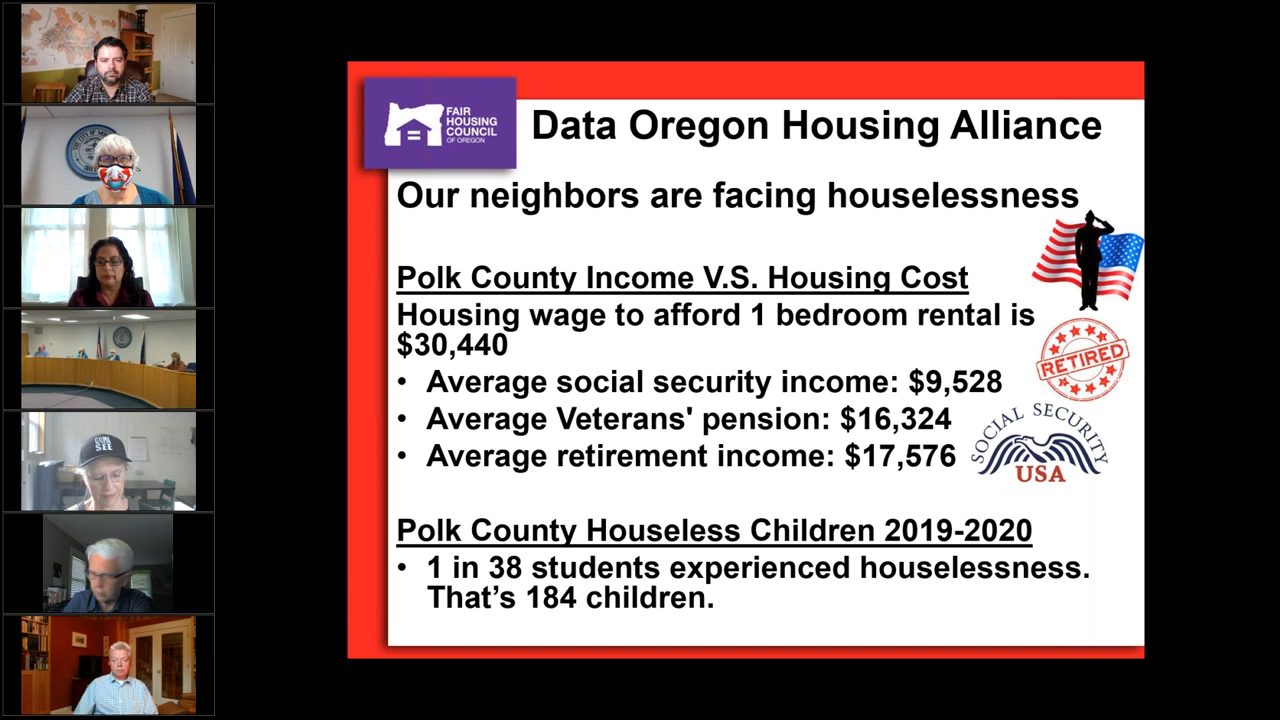 FAIR
HOUSING
COUNCIL
OF OREGON
Data Oregon Housing Alliance
Our neighbors are facing houselessness
Polk County Income V.S. Housing Cost
Housing wage to afford 1 bedroom rental is
$30,440
• Average social security income: $9,528
• Average Veterans' pension: $16,324
• Average retirement income: $17,576
RETIRED
SOCIAL SECURITY
USA
Polk County Houseless Children 2019-2020
• 1 in 38 students experienced houselessness.
That’s 184 children.
COME
SEE